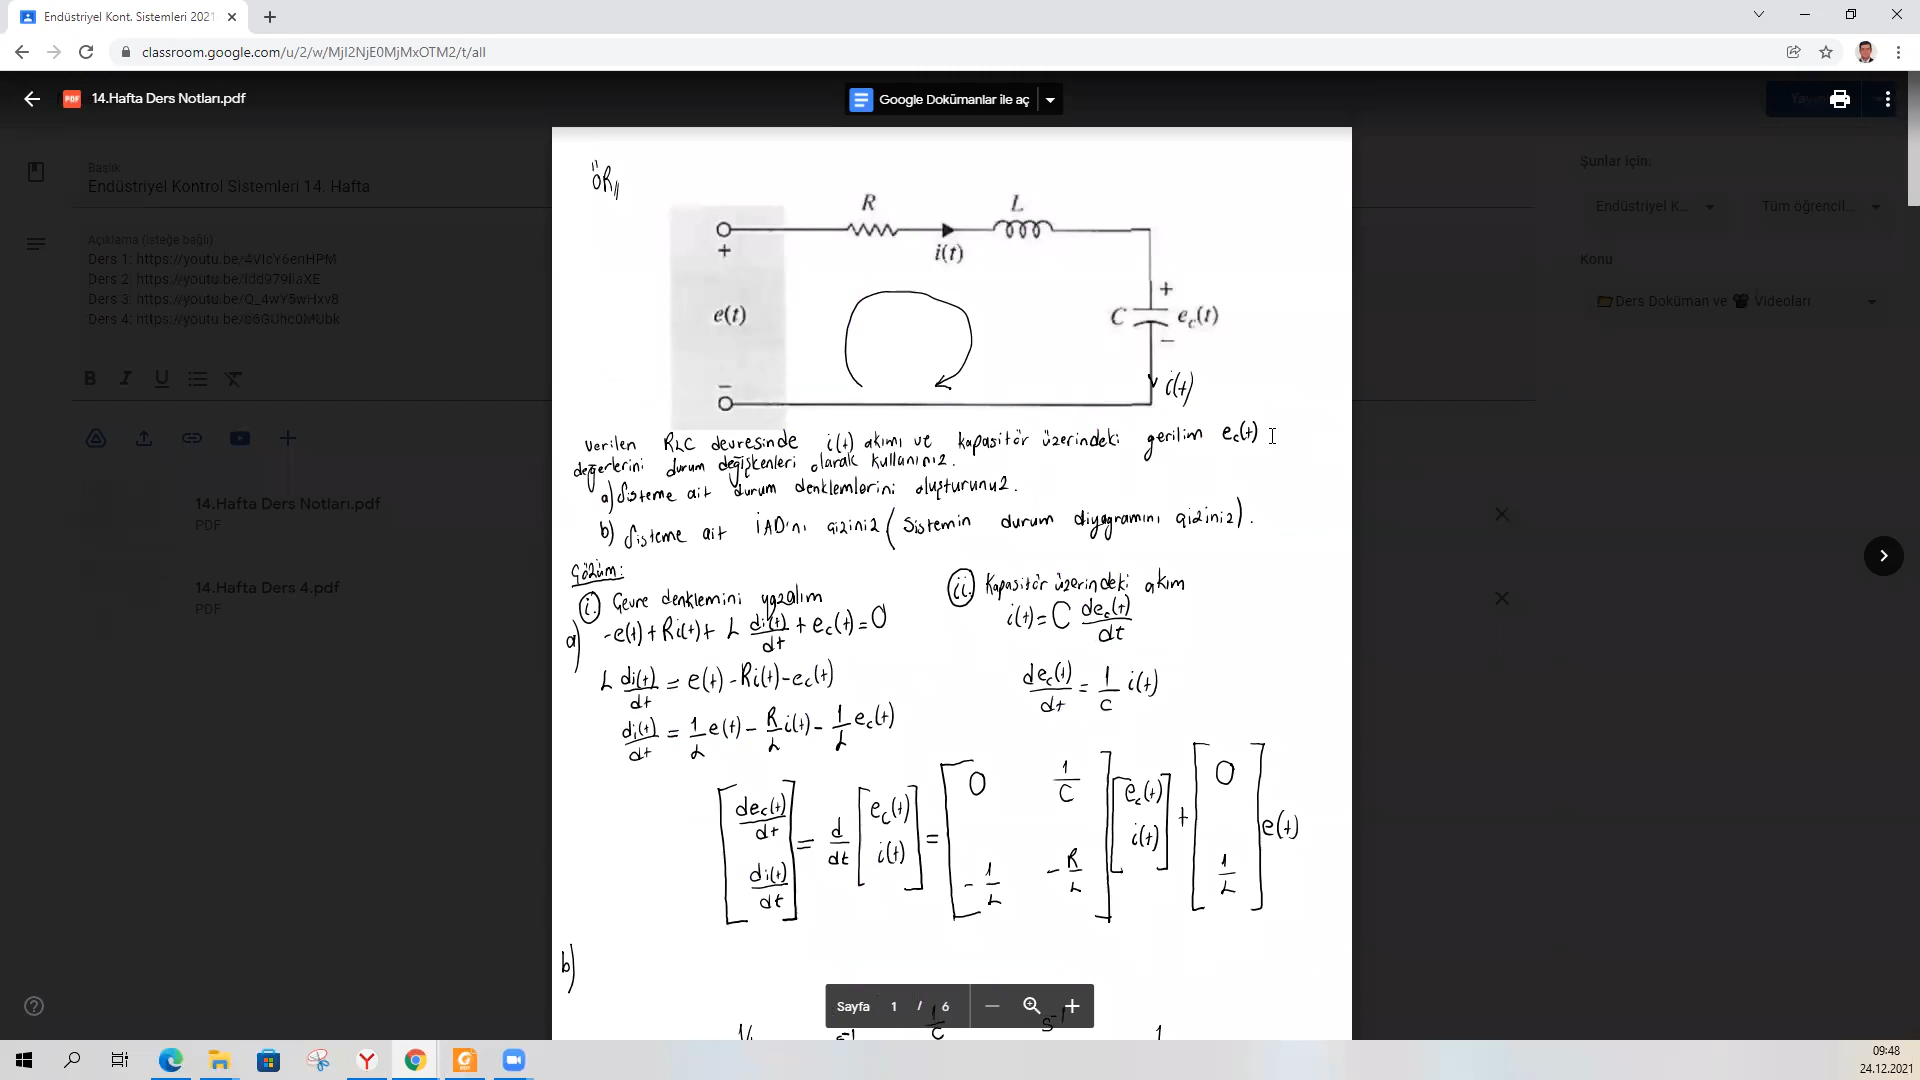 Endüstriyel Kont. Sistemleri 2021
classroom.google.com/u/2/w/MjI2NjE0MjMxOTM2/t/all
14.Hafta Ders Notları.pdf
Google Dokümanlar ile aç
Başlık
Endüstriyel Kontrol Sistemleri 14. Hafta
Açıklama (isteğe bağlı)
Ders 1: https://youtu.be/4VIcY6enHPM
Ders 2: https://youtu.be/
Ders 3: https://youtu.be/Q_4wY5wHxv8
Ders 4: https://youtu.be/
14.Hafta Ders Notları.pdf
PDF
14.Hafta Ders 4.pdf
PDF
Şunlar için:
Endüstriyel K...
Tüm öğrencil...
Konu
Ders Doküman ve Videoları
ÖR//
R
L
+
i(t)
e(t)
+
C
e_c(t)
−
−
i(t)
Verilen RLC devresinde i(t) akımı ve kapasitör üzerindeki gerilim e_c(t)
değerlerini durum değişkenleri olarak kullanınız.
a) Sisteme ait durum denklemlerini oluşturunuz.
b) Sisteme ait İAD'nı çiziniz (Sistemin durum diyagramını çiziniz).
Çözüm:
i. Çevre denklemini yazalım
a) -e(t)+Ri(t)+ L di(t)/dt + e_c(t)=0
L di(t)/dt = e(t) - Ri(t) - e_c(t)
di(t)/dt = 1/L e(t) - R/L i(t) - 1/L e_c(t)
ii. Kapasitör üzerindeki akım
i(t)= C de_c(t)/dt
de_c(t)/dt = 1/C i(t)
[de_c(t)/dt di(t)/dt] = d/dt [e_c(t) i(t)] = [0 1/C -1/L -R/L] [e_c(t) i(t)] + [0 1/L] e(t)
b)
s⁻¹ 1/C s⁻¹ 1
Sayfa 1 / 6
09:48
24.12.2021